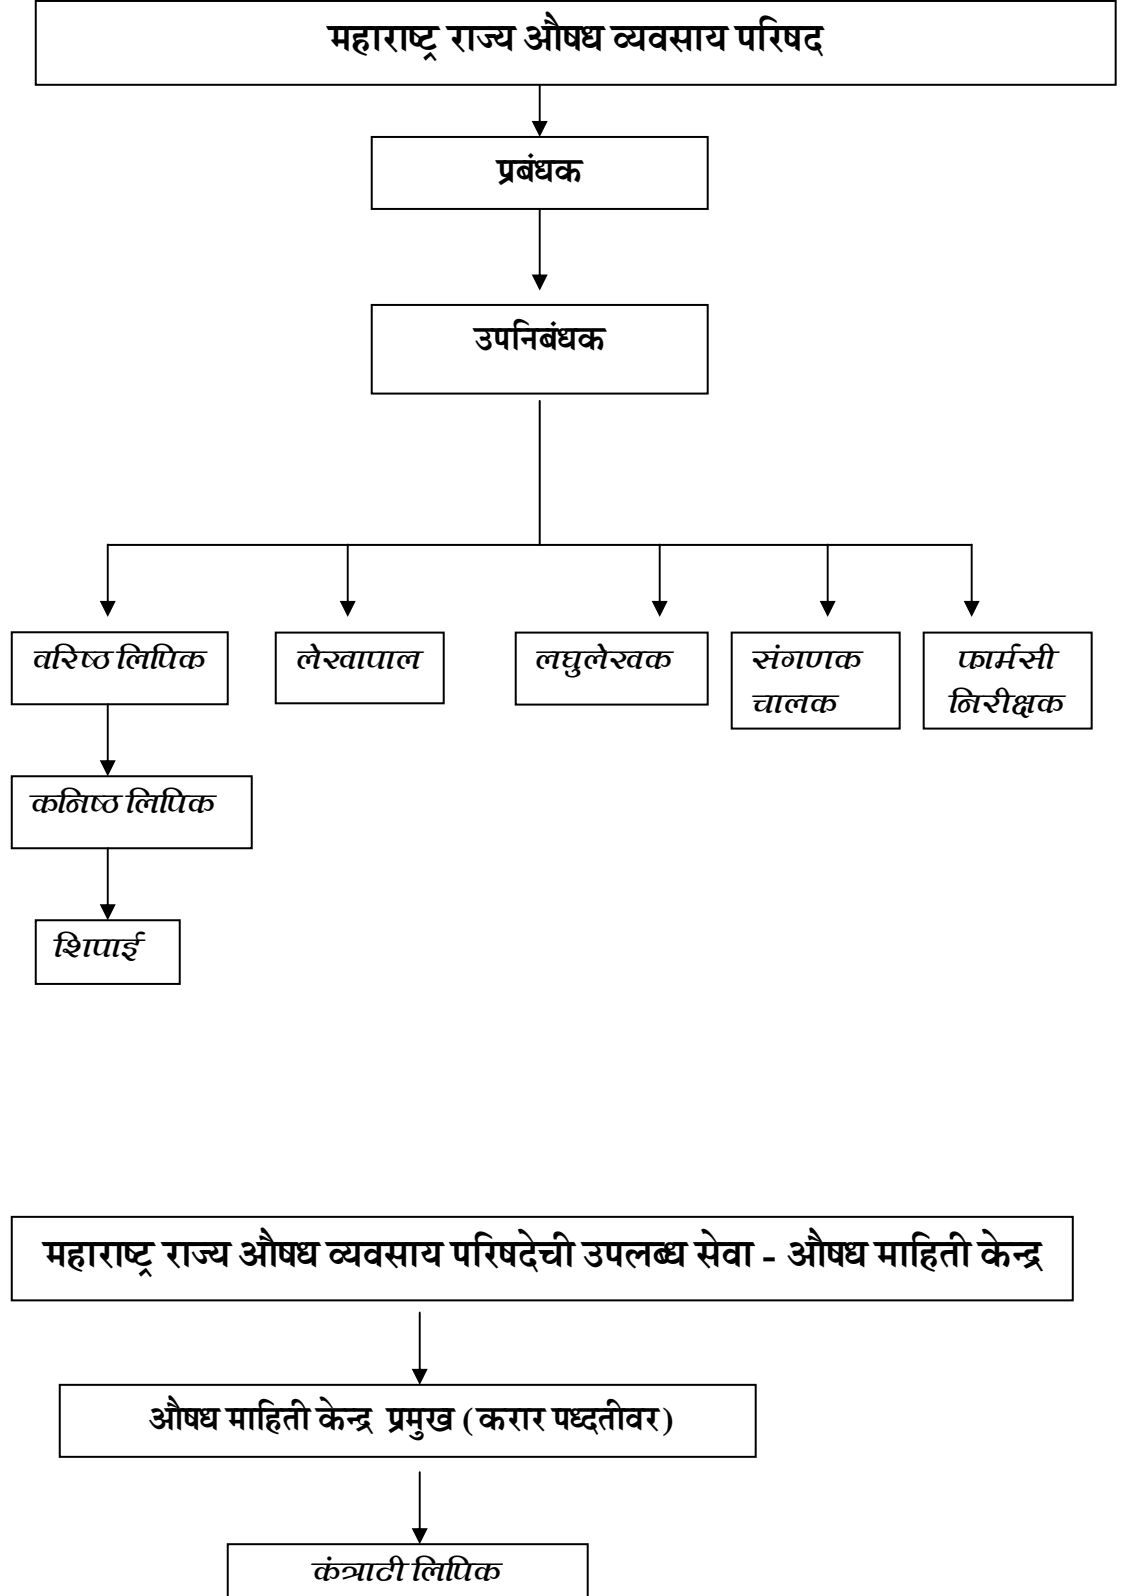 महाराष्ट्र राज्य औषध व्यवसाय परिषद
प्रबंधक
उपनिबंधक
वरिष्ठ लिपिक
लेखापाल
लघुलेखक
संगणक
चालक
फार्मसी
निरीक्षक
कनिष्ठ लिपिक
शिपाई
महाराष्ट्र राज्य औषध व्यवसाय परिषदेची उपलब्ध सेवा - औषध माहिती केन्द्र
औषध माहिती केन्द्र प्रमुख (करार पध्दतीवर)
कंत्राटी लिपिक